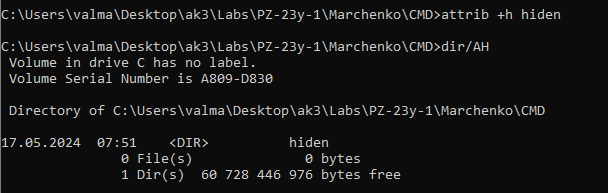 C:\Users\valma\Desktop\ak3\Labs\PZ-23y-1\Marchenko\CMD>attrib +h hiden
C:\Users\valma\Desktop\ak3\Labs\PZ-23y-1\Marchenko\CMD>dir/AH
Volume in drive C has no label.
Volume Serial Number is A809-D830
Directory of C:\Users\valma\Desktop\ak3\Labs\PZ-23y-1\Marchenko\CMD
17.05.2024  07:51    <DIR>          hiden
0 File(s)              0 bytes
1 Dir(s)  60 728 446 976 bytes free